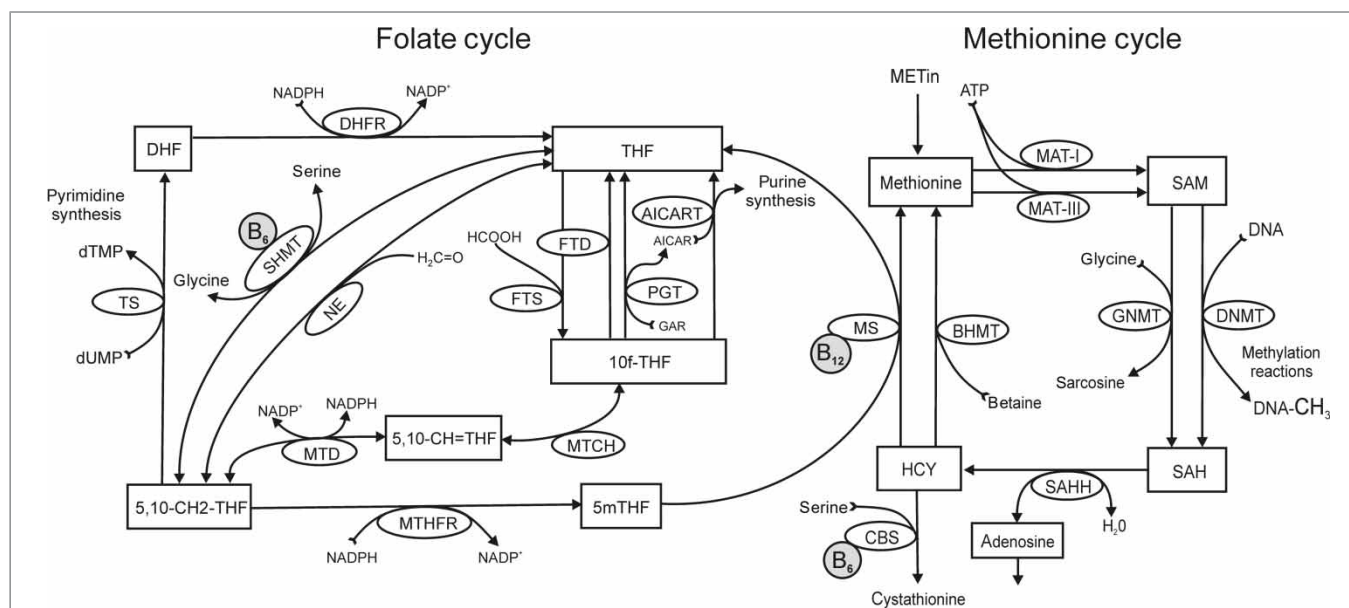 Folate cycle
Methionine cycle
NADPH
NADP⁺
DHFR
DHF
THF
METin
ATP
MAT-I
Methionine
SAM
MAT-III
Pyrimidine
synthesis
Serine
B₆
SHMT
Glycine
dTMP
TS
dUMP
NE
H₂C=O
HCOOH
FTD
FTS
AICART
Purine
synthesis
AICAR
PGT
GAR
10f-THF
MS
B₁₂
BHMT
Betaine
Glycine
GNMT
Sarcosine
DNA
DNMT
Methylation
reactions
DNA-CH₃
NADP⁺
NADPH
MTD
5,10-CH=THF
MTCH
5,10-CH2-THF
5mTHF
MTHFR
NADPH
NADP⁺
HCY
SAHH
SAH
Serine
CBS
B₆
Adenosine
H₂0
Cystathionine